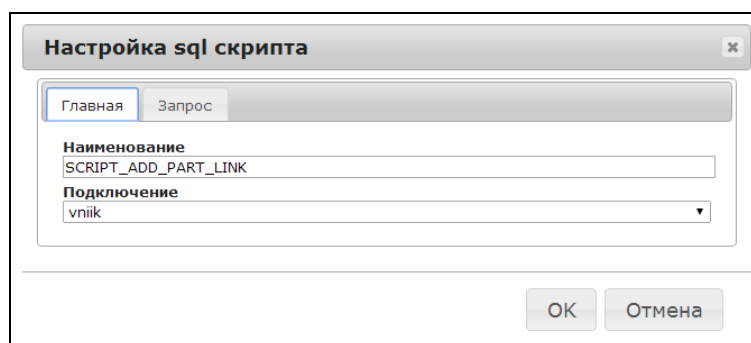 Настройка sql скрипта
Главная Запрос
Наименование
SCRIPT_ADD_PART_LINK
Подключение
vniik
OK Отмена